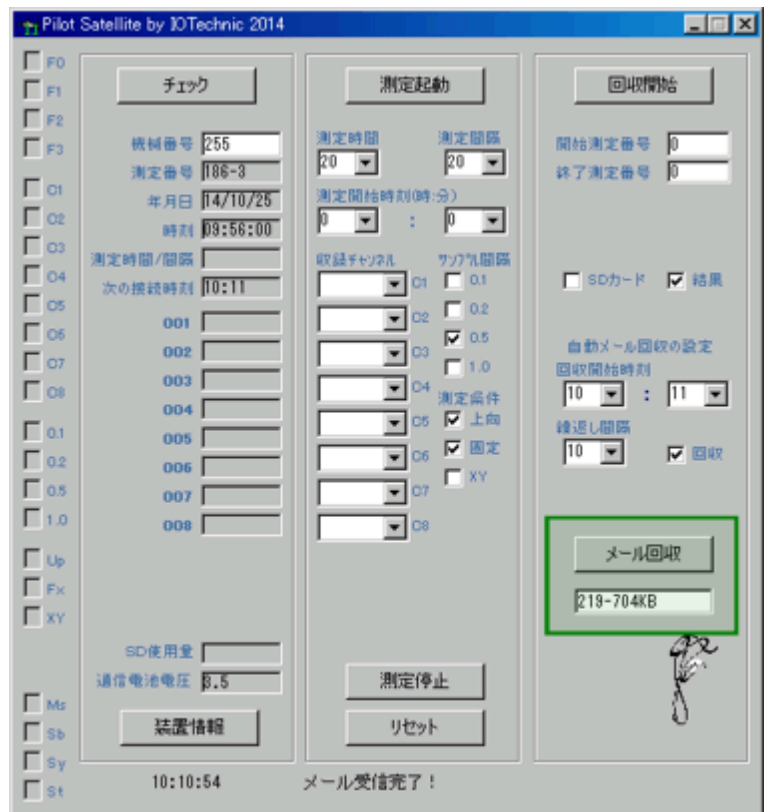 Pilot Satellite by IOTechnic 2014
F0
F1
F2
F3
C1
C2
C3
C4
C5
C6
C7
C8
0.1
0.2
0.5
1.0
Up
Fx
XY
Ms
Sb
Sy
St
チェック
機械番号 255
測定番号 186-3
年月日 14/10/25
時刻 09:56:00
測定時間/間隔
次の接続時刻 10:11
001
002
003
004
005
006
007
008
SD使用量
通信電池電圧 3.5
装置情報
測定起動
測定時間 測定間隔
20 20
測定開始時刻(時:分)
0 : 0
収録チャンネル サンプル間隔
C1 0.1
C2 0.2
C3 0.5
C4 1.0
測定条件
C5 上向
C6 固定
C7 XY
C8
測定停止
リセット
回収開始
開始測定番号 0
終了測定番号 0
SDカード 結果
自動メール回収の設定
回収開始時刻
10 : 11
繰返し間隔
10 回収
メール回収
219-704KB
10:10:54 メール受信完了!